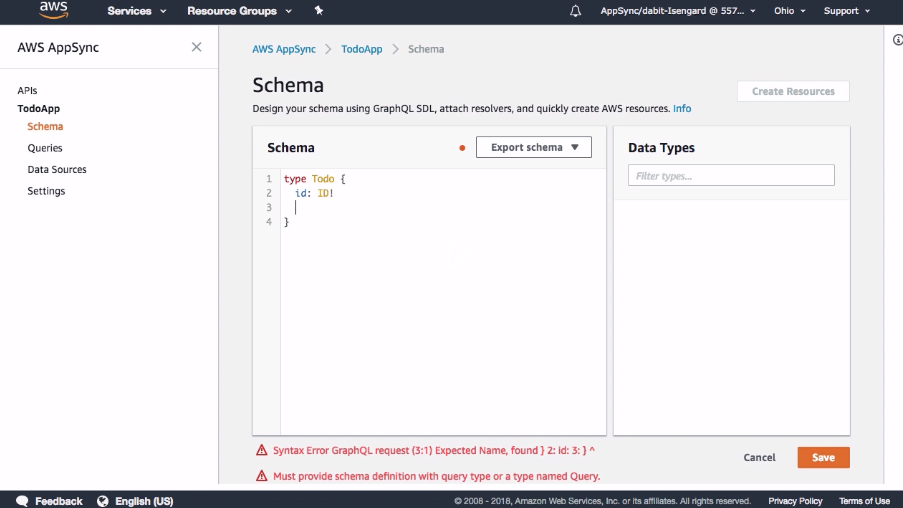 aws
Services
Resource Groups
AppSync/dabit-Isengard @ 557...
Ohio
Support
AWS AppSync
APIs
TodoApp
Schema
Queries
Data Sources
Settings
AWS AppSync > TodoApp > Schema
Schema
Create Resources
Design your schema using GraphQL SDL, attach resolvers, and quickly create AWS resources. Info
Schema
Export schema
1 type Todo {
2 id: ID!
3
4 }
Data Types
Filter types...
Syntax Error GraphQL request (3:1) Expected Name, found } 2: id: 3: } ^
Must provide schema definition with query type or a type named Query.
Cancel
Save
Feedback
English (US)
© 2008 - 2018, Amazon Web Services, Inc. or its affiliates. All rights reserved.
Privacy Policy
Terms of Use